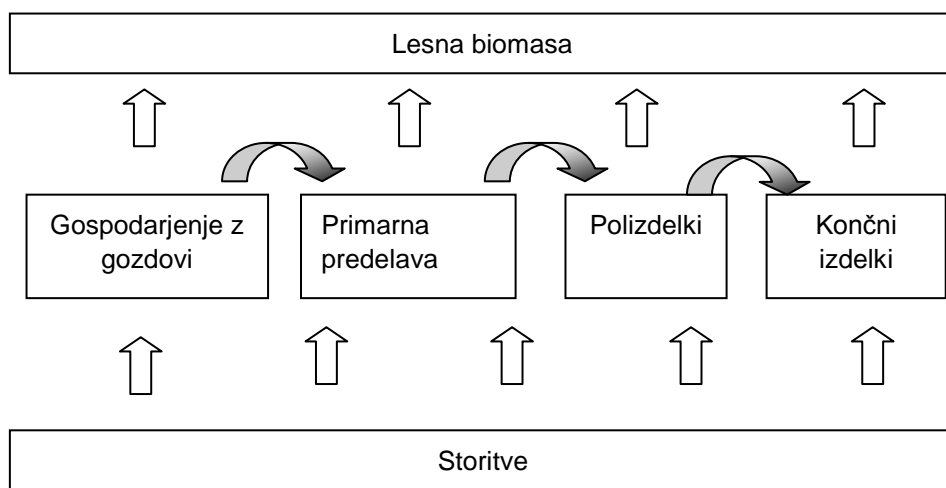 Lesna biomasa
Gospodarjenje z
gozdovi
Primarna
predelava
Polizdelki
Končni
izdelki
Storitve